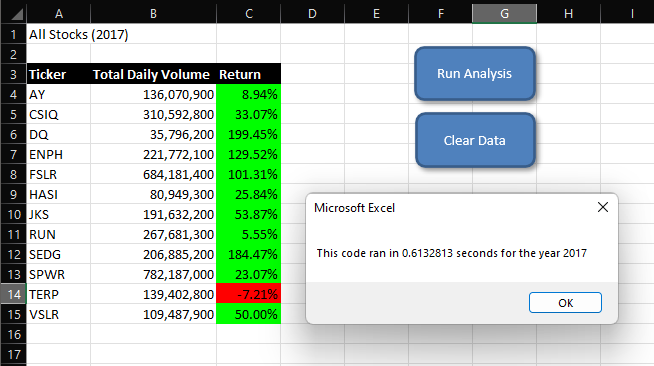 A B C D E F G H I
1 All Stocks (2017)
2
3 Ticker Total Daily Volume Return
4 AY 136,070,900 8.94%
5 CSIQ 310,592,800 33.07%
6 DQ 35,796,200 199.45%
7 ENPH 221,772,100 129.52%
8 FSLR 684,181,400 101.31%
9 HASI 80,949,300 25.84%
10 JKS 191,632,200 53.87%
11 RUN 267,681,300 5.55%
12 SEDG 206,885,200 184.47%
13 SPWR 782,187,000 23.07%
14 TERP 139,402,800 -7.21%
15 VSLR 109,487,900 50.00%
16
17
Run Analysis
Clear Data
Microsoft Excel
This code ran in 0.6132813 seconds for the year 2017
OK